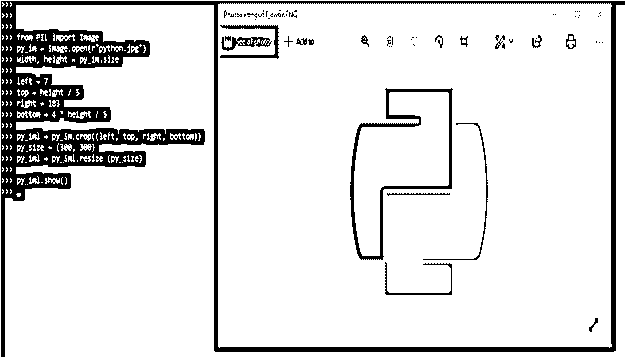 >>>
>>>
>>>
>>> from PIL import Image
>>> py_im = Image.open(r"python.jpg")
>>> width, height = py_im.size
>>>
>>> left = 7
>>> top = height / 5
>>> right = 183
>>> bottom = 4 * height / 5
>>>
>>> py_im1 = py_im.crop((left, top, right, bottom))
>>> py_size = (300, 300)
>>> py_im1 = py_im1.resize (py_size)
>>>
>>> py_im1.show()
>>>
Add to